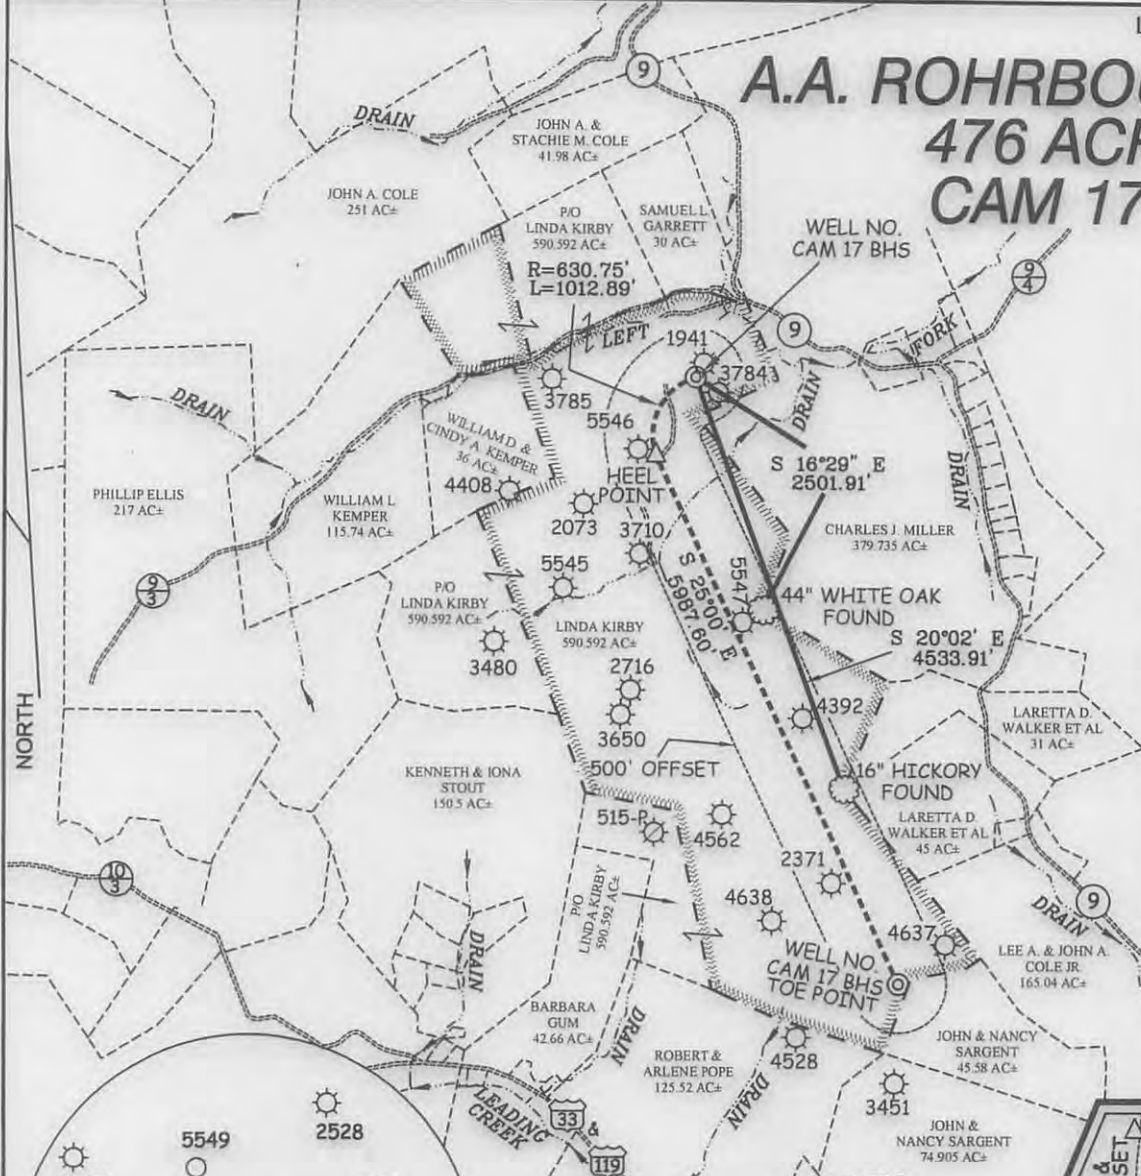 9
A.A. ROHRBOU
476 ACR
CAM 17
DRAIN
JOHN A. &
STACHIE M. COLE
41.98 AC±
JOHN A. COLE
251 AC±
P/O
LINDA KIRBY
590.592 AC±
SAMUEL L
GARRETT
30 AC±
WELL NO.
CAM 17 BHS
R=630.75'
L=1012.89'
9
4
LEFT
FORK
9
1941
3784
3785
DRAIN
DRAIN
5546
WILLIAM D. &
CINDY A. KEMPER
36 AC±
HEEL
POINT
S 16°29" E
2501.91'
DRAIN
4408
PHILLIP ELLIS
217 AC±
WILLIAM L
KEMPER
115.74 AC±
2073
3710
CHARLES J. MILLER
379.735 AC±
5545
S 25°00' E
5987.60'
5547
9
3
P/O
LINDA KIRBY
590.592 AC±
44" WHITE OAK
FOUND
LINDA KIRBY
590.592 AC±
S 20°02' E
4533.91'
3480
2716
NORTH
3650
4392
LARETTA D.
WALKER ET AL
31 AC±
KENNETH & IONA
STOUT
150.5 AC±
500' OFFSET
16" HICKORY
FOUND
515-P
4562
LARETTA D.
WALKER ET AL
45 AC±
10
3
2371
P/O
LINDA KIRBY
590.592 AC±
4638
9
DRAIN
4637
DRAIN
WELL NO.
CAM 17 BHS
TOE POINT
LEE A. & JOHN A.
COLE JR.
165.04 AC±
BARBARA
GUM
42.66 AC±
DRAIN
ROBERT &
ARLENE POPE
125.52 AC±
4528
JOHN & NANCY
SARGENT
45.58 AC±
DRAIN
3451
LEADING
CREEK
33
&
119
5549
2528
JOHN &
NANCY SARGENT
74.905 AC±
&
SET